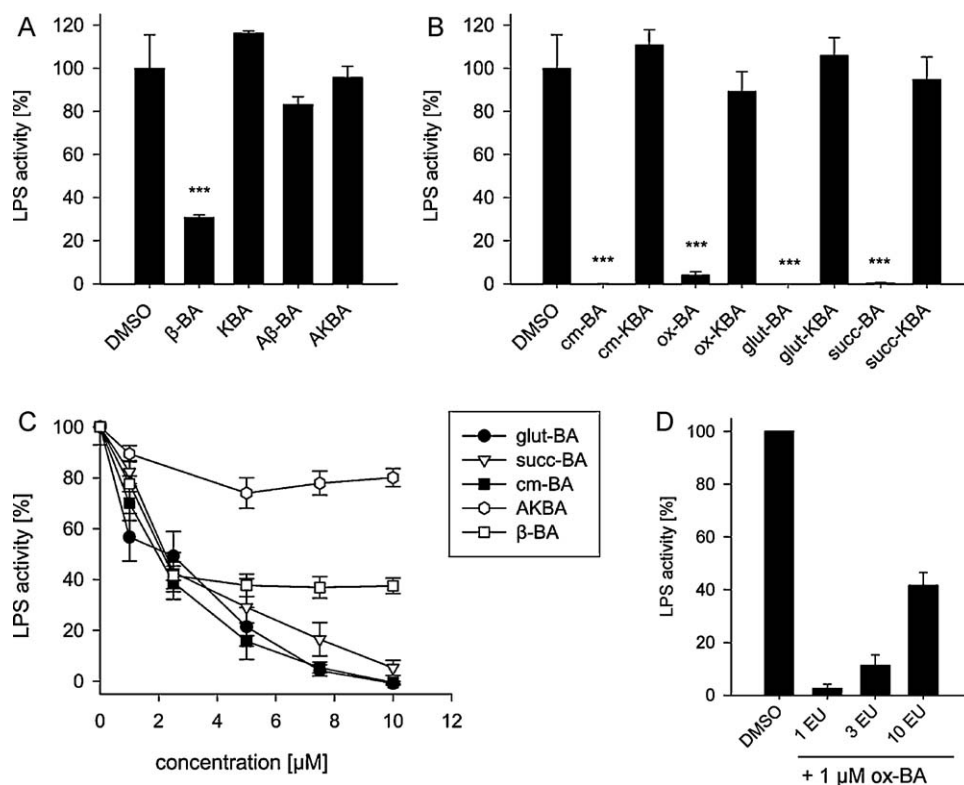 A
LPS activity [%]
120
100
80
60
40
20
0
***
DMSO
β-BA
KBA
Aβ-BA
AKBA
B
LPS activity [%]
120
100
80
60
40
20
0
***
***
***
***
DMSO
cm-BA
cm-KBA
ox-BA
ox-KBA
glut-BA
glut-KBA
succ-BA
succ-KBA
C
LPS activity [%]
100
80
60
40
20
0
0 2 4 6 8 10 12
concentration [µM]
glut-BA
succ-BA
cm-BA
AKBA
β-BA
D
LPS activity [%]
100
80
60
40
20
0
DMSO
1 EU
3 EU
10 EU
+ 1 µM ox-BA